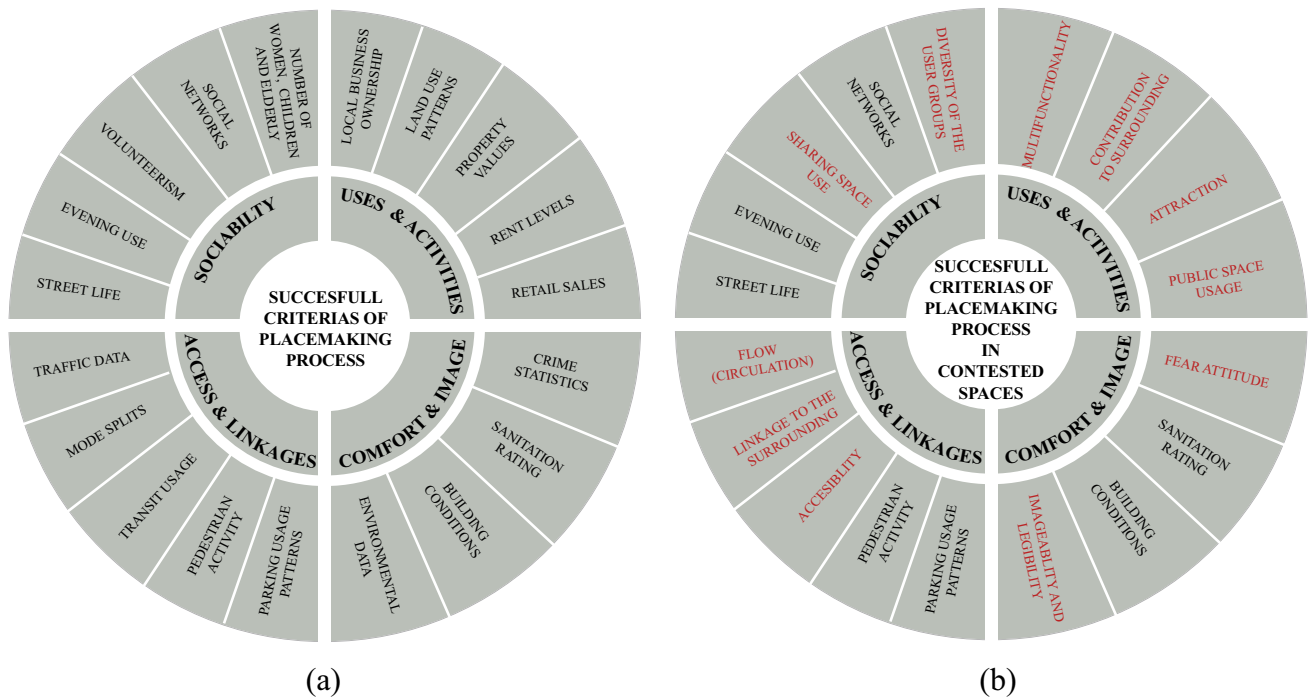 NUMBER OF
WOMEN, CHILDREN
AND ELDERLY
SOCIAL
NETWORKS
VOLUNTEERISM
EVENING USE
STREET LIFE
SOCIABILTY
LOCAL BUSINESS
OWNERSHIP
LAND USE
PATTERNS
PROPERTY
VALUES
RENT LEVELS
RETAIL SALES
USES & ACTIVITIES
SUCCESFULL
CRITERIAS OF
PLACEMAKING
PROCESS
TRAFFIC DATA
MODE SPLITS
TRANSIT USAGE
PEDESTRIAN
ACTIVITY
PARKING USAGE
PATTERNS
ACCESS & LINKAGES
CRIME
STATISTICS
SANITATION
RATING
BUILDING
CONDITIONS
ENVIRONMENTAL
DATA
COMFORT & IMAGE
(a)
DIVERSITY OF THE
USER GROUPS
SOCIAL
NETWORKS
SHARING SPACE
USE
EVENING USE
STREET LIFE
SOCIABILTY
MULTIFUNCTIONALITY
CONTRIBUTION
TO SURROUNDING
ATTRACTION
PUBLIC SPACE
USAGE
USES & ACTIVITIES
SUCCESFULL
CRITERIAS OF
PLACEMAKING
PROCESS
IN
CONTESTED
SPACES
FLOW
(CIRCULATION)
LINKAGE TO THE
SURROUNDING
ACCESIBLITY
PEDESTRIAN
ACTIVITY
PARKING USAGE
PATTERNS
ACCESS & LINKAGES
FEAR ATTITUDE
SANITATION
RATING
BUILDING
CONDITIONS
IMAGEABLITY AND
LEGIBILITY
COMFORT & IMAGE
(b)